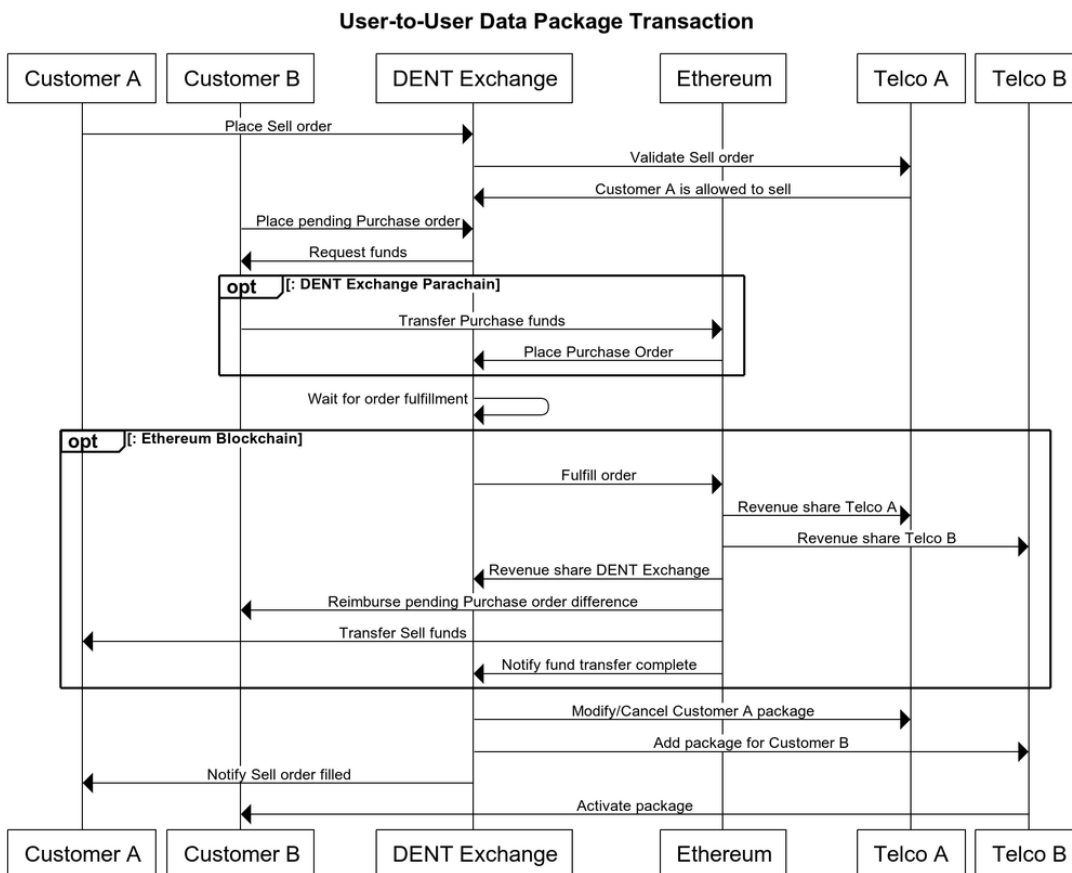 User-to-User Data Package Transaction
Customer A
Customer B
DENT Exchange
Ethereum
Telco A
Telco B
Place Sell order
Validate Sell order
Customer A is allowed to sell
Place pending Purchase order
Request funds
opt [: DENT Exchange Parachain]
Transfer Purchase funds
Place Purchase Order
Wait for order fulfillment
opt [: Ethereum Blockchain]
Fulfill order
Revenue share Telco A
Revenue share Telco B
Revenue share DENT Exchange
Reimburse pending Purchase order difference
Transfer Sell funds
Notify fund transfer complete
Modify/Cancel Customer A package
Add package for Customer B
Notify Sell order filled
Activate package
Customer A
Customer B
DENT Exchange
Ethereum
Telco A
Telco B